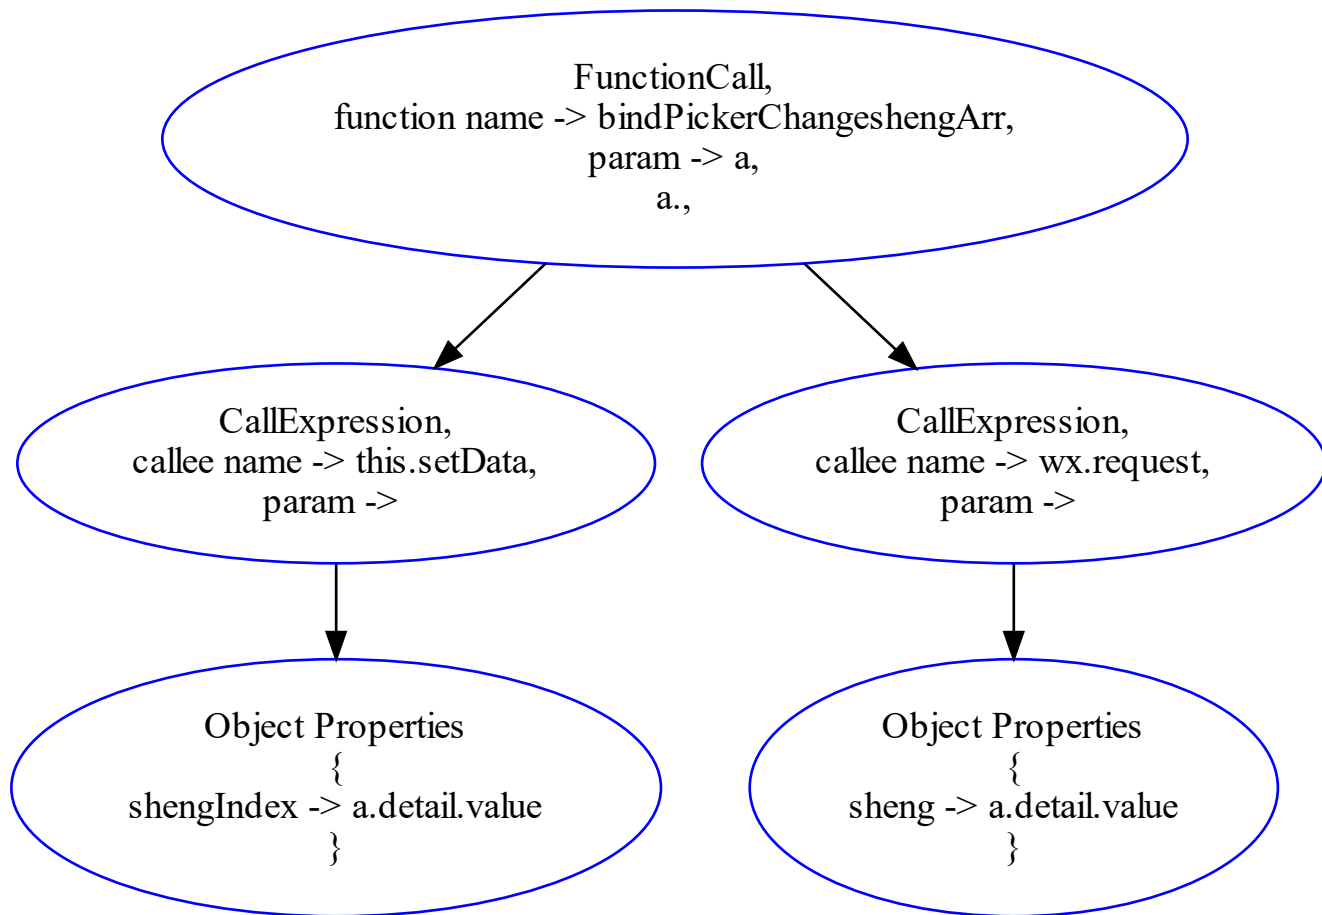 FunctionCall,
function name -> bindPickerChangeshengArr,
param -> a,
a.,
CallExpression,
callee name -> this.setData,
param ->
CallExpression,
callee name -> wx.request,
param ->
Object Properties
{
shengIndex -> a.detail.value
}
Object Properties
{
sheng -> a.detail.value
}